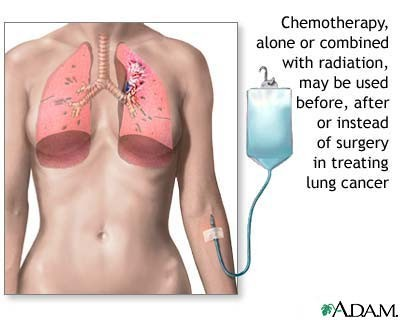 Chemotherapy,
alone or combined
with radiation,
may be used
before, after
or instead
of surgery
in treating
lung cancer
A.D.A.M.